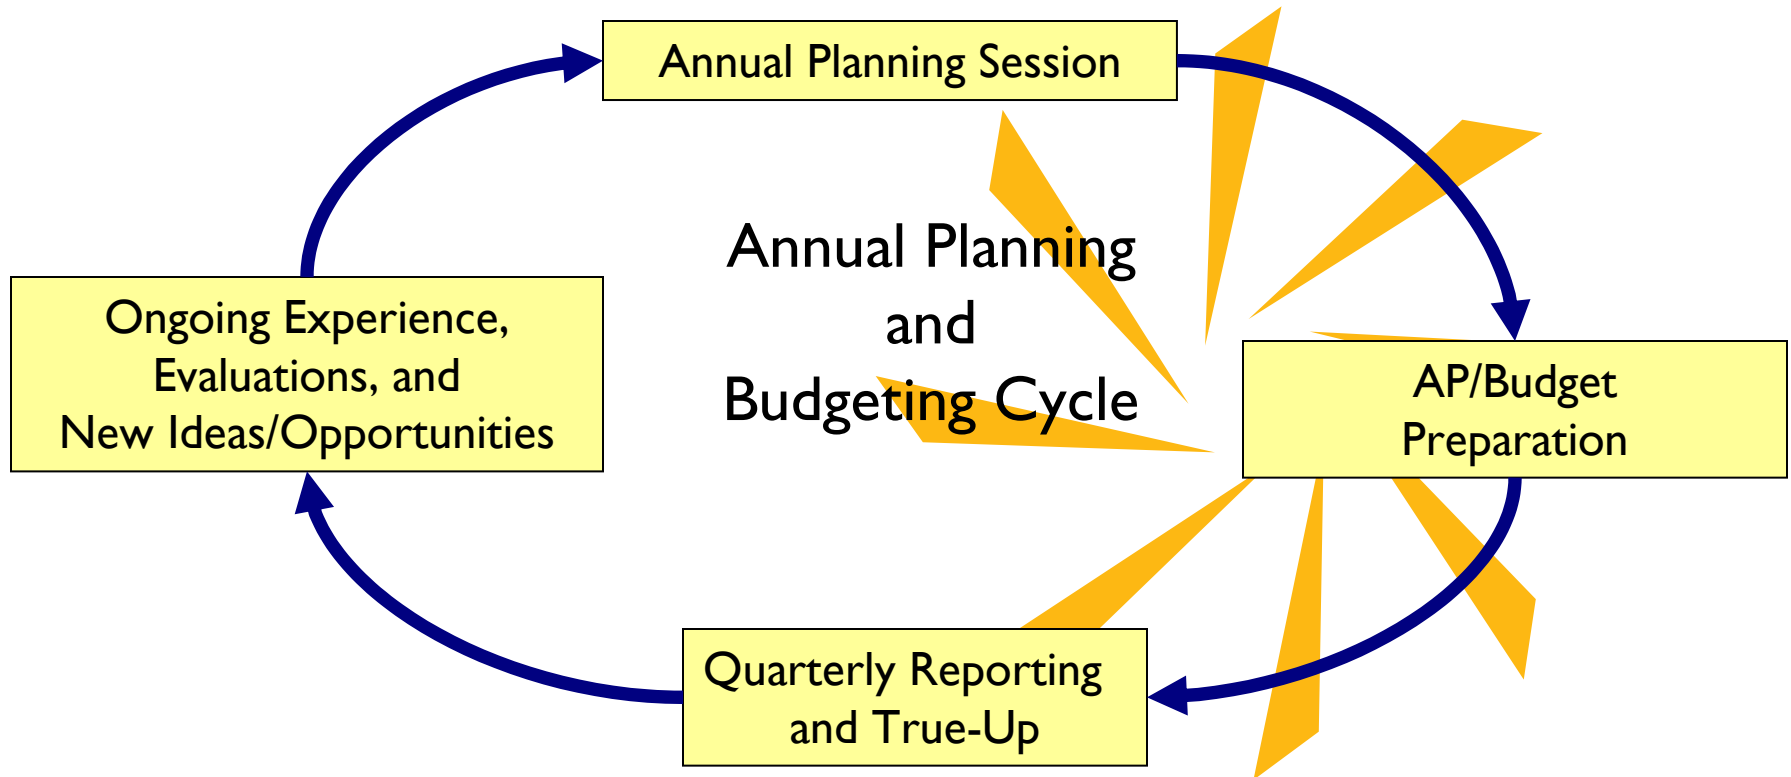 Annual Planning Session
Annual Planning
and
Budgeting Cycle
Ongoing Experience,
Evaluations, and
New Ideas/Opportunities
AP/Budget
Preparation
Quarterly Reporting
and True-Up